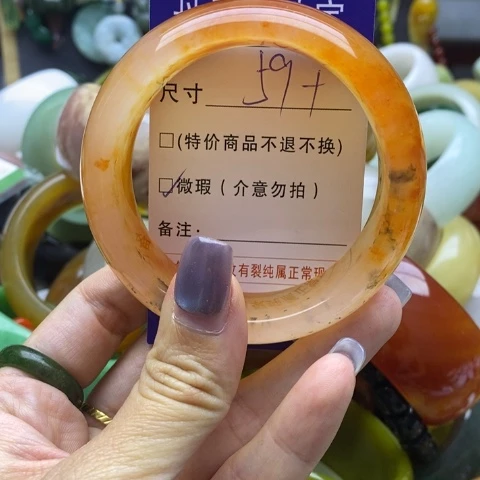 尺寸 59+
□(特价商品不退不换)
☑微瑕（介意勿拍）
备注:
有裂纯属正常现